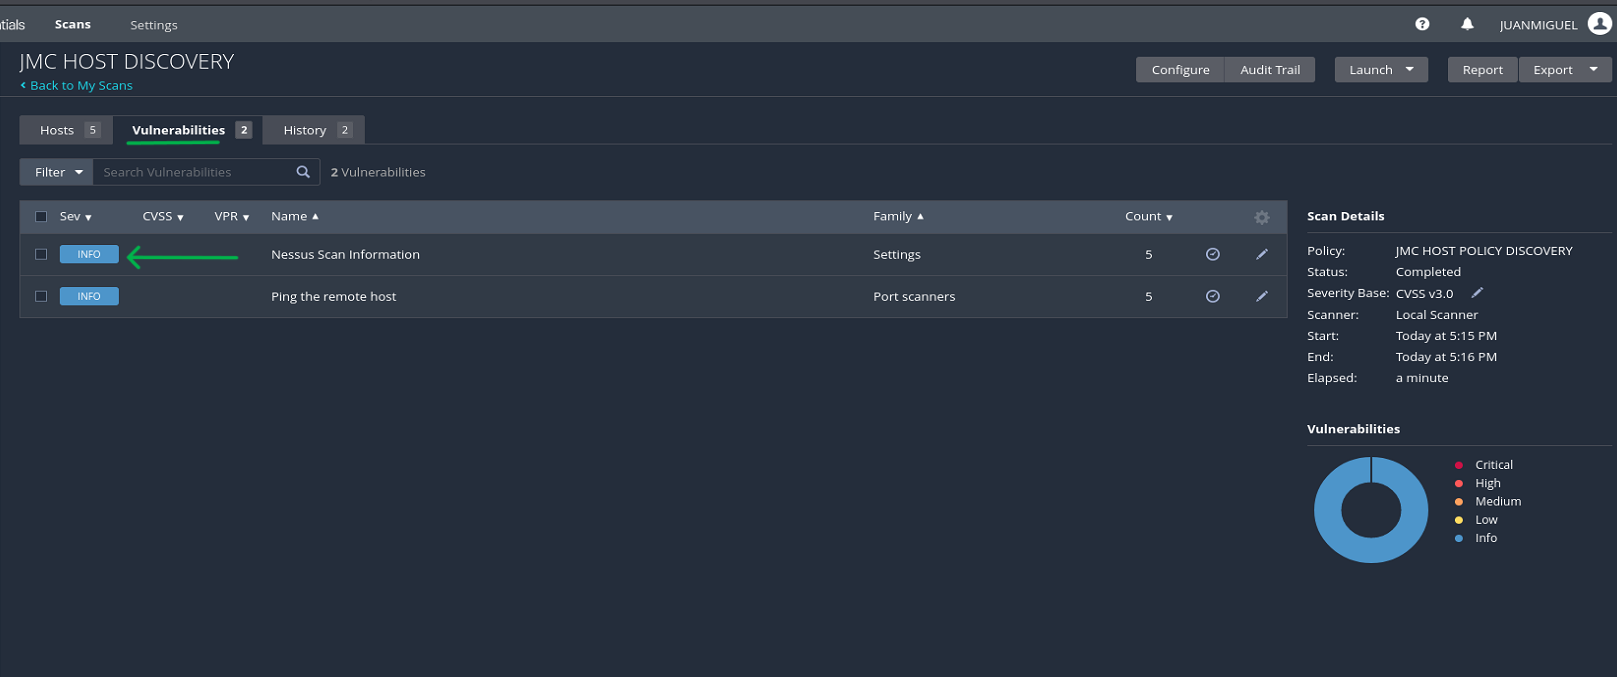 tials Scans Settings JUANMIGUEL
JMC HOST DISCOVERY
Back to My Scans
Configure Audit Trail Launch Report Export
Hosts 5 Vulnerabilities 2 History 2
Filter Search Vulnerabilities 2 Vulnerabilities
Sev CVSS VPR Name Family Count
INFO Nessus Scan Information Settings 5
INFO Ping the remote host Port scanners 5
Scan Details
Policy: JMC HOST POLICY DISCOVERY
Status: Completed
Severity Base: CVSS v3.0
Scanner: Local Scanner
Start: Today at 5:15 PM
End: Today at 5:16 PM
Elapsed: a minute
Vulnerabilities
Critical
High
Medium
Low
Info